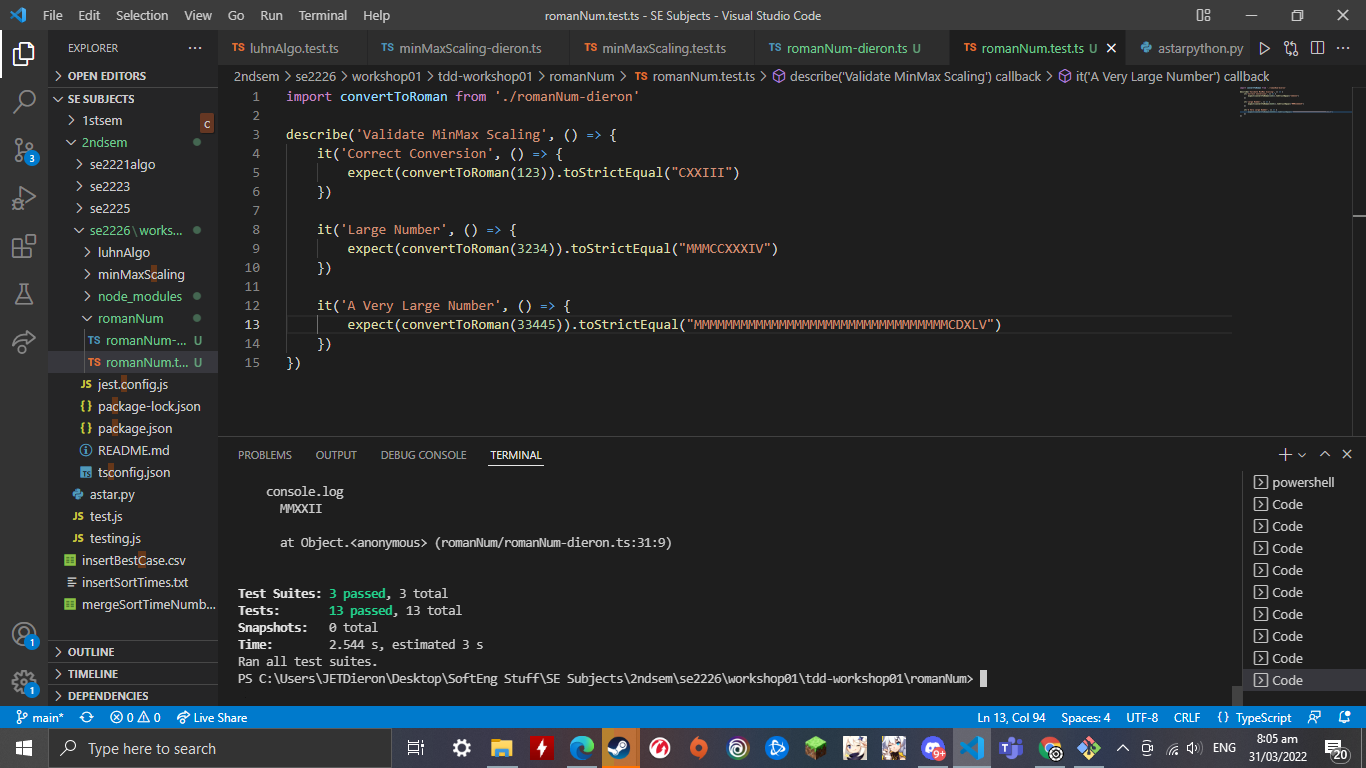 File Edit Selection View Go Run Terminal Help romanNum.test.ts - SE Subjects - Visual Studio Code
EXPLORER ···
TS luhnAlgo.test.ts TS minMaxScaling-dieron.ts TS minMaxScaling.test.ts TS romanNum-dieron.ts U TS romanNum.test.ts U astarpython.py ···
OPEN EDITORS
SE SUBJECTS
1stsem
c
2ndsem
se2221algo
se2223
se2225
se2226\works...
luhnAlgo
minMaxScaling
node_modules
romanNum
TS romanNum-... U
TS romanNum.t... U
JS jest.config.js
{} package-lock.json
{} package.json
README.md
TS tsconfig.json
astar.py
JS test.js
JS testing.js
insertBestCase.csv
insertSortTimes.txt
mergeSortTimeNumb...
OUTLINE
TIMELINE
DEPENDENCIES
3
1
1
2ndsem > se2226 > workshop01 > tdd-workshop01 > romanNum > TS romanNum.test.ts > describe('Validate MinMax Scaling') callback > it('A Very Large Number') callback
1 import convertToRoman from './romanNum-dieron'
2
3 describe('Validate MinMax Scaling', () => {
4 it('Correct Conversion', () => {
5 expect(convertToRoman(123)).toStrictEqual("CXXIII")
6 })
7
8 it('Large Number', () => {
9 expect(convertToRoman(3234)).toStrictEqual("MMMCCXXXIV")
10 })
11
12 it('A Very Large Number', () => {
13 expect(convertToRoman(33445)).toStrictEqual("MMMMMMMMMMMMMMMMMMMMMMMMMMMMMMMMMCDXLV")
14 })
15 })
PROBLEMS OUTPUT DEBUG CONSOLE TERMINAL
console.log
MMXXII
at Object.<anonymous> (romanNum/romanNum-dieron.ts:31:9)
Test Suites: 3 passed, 3 total
Tests: 13 passed, 13 total
Snapshots: 0 total
Time: 2.544 s, estimated 3 s
Ran all test suites.
PS C:\Users\JETDieron\Desktop\SoftEng Stuff\SE Subjects\2ndsem\se2226\workshop01\tdd-workshop01\romanNum>
powershell
Code
Code
Code
Code
Code
Code
Code
Code
Code
main* 0 0 Live Share Ln 13, Col 94 Spaces: 4 UTF-8 CRLF {} TypeScript
Type here to search 9+ ENG 8:05 am
31/03/2022 20